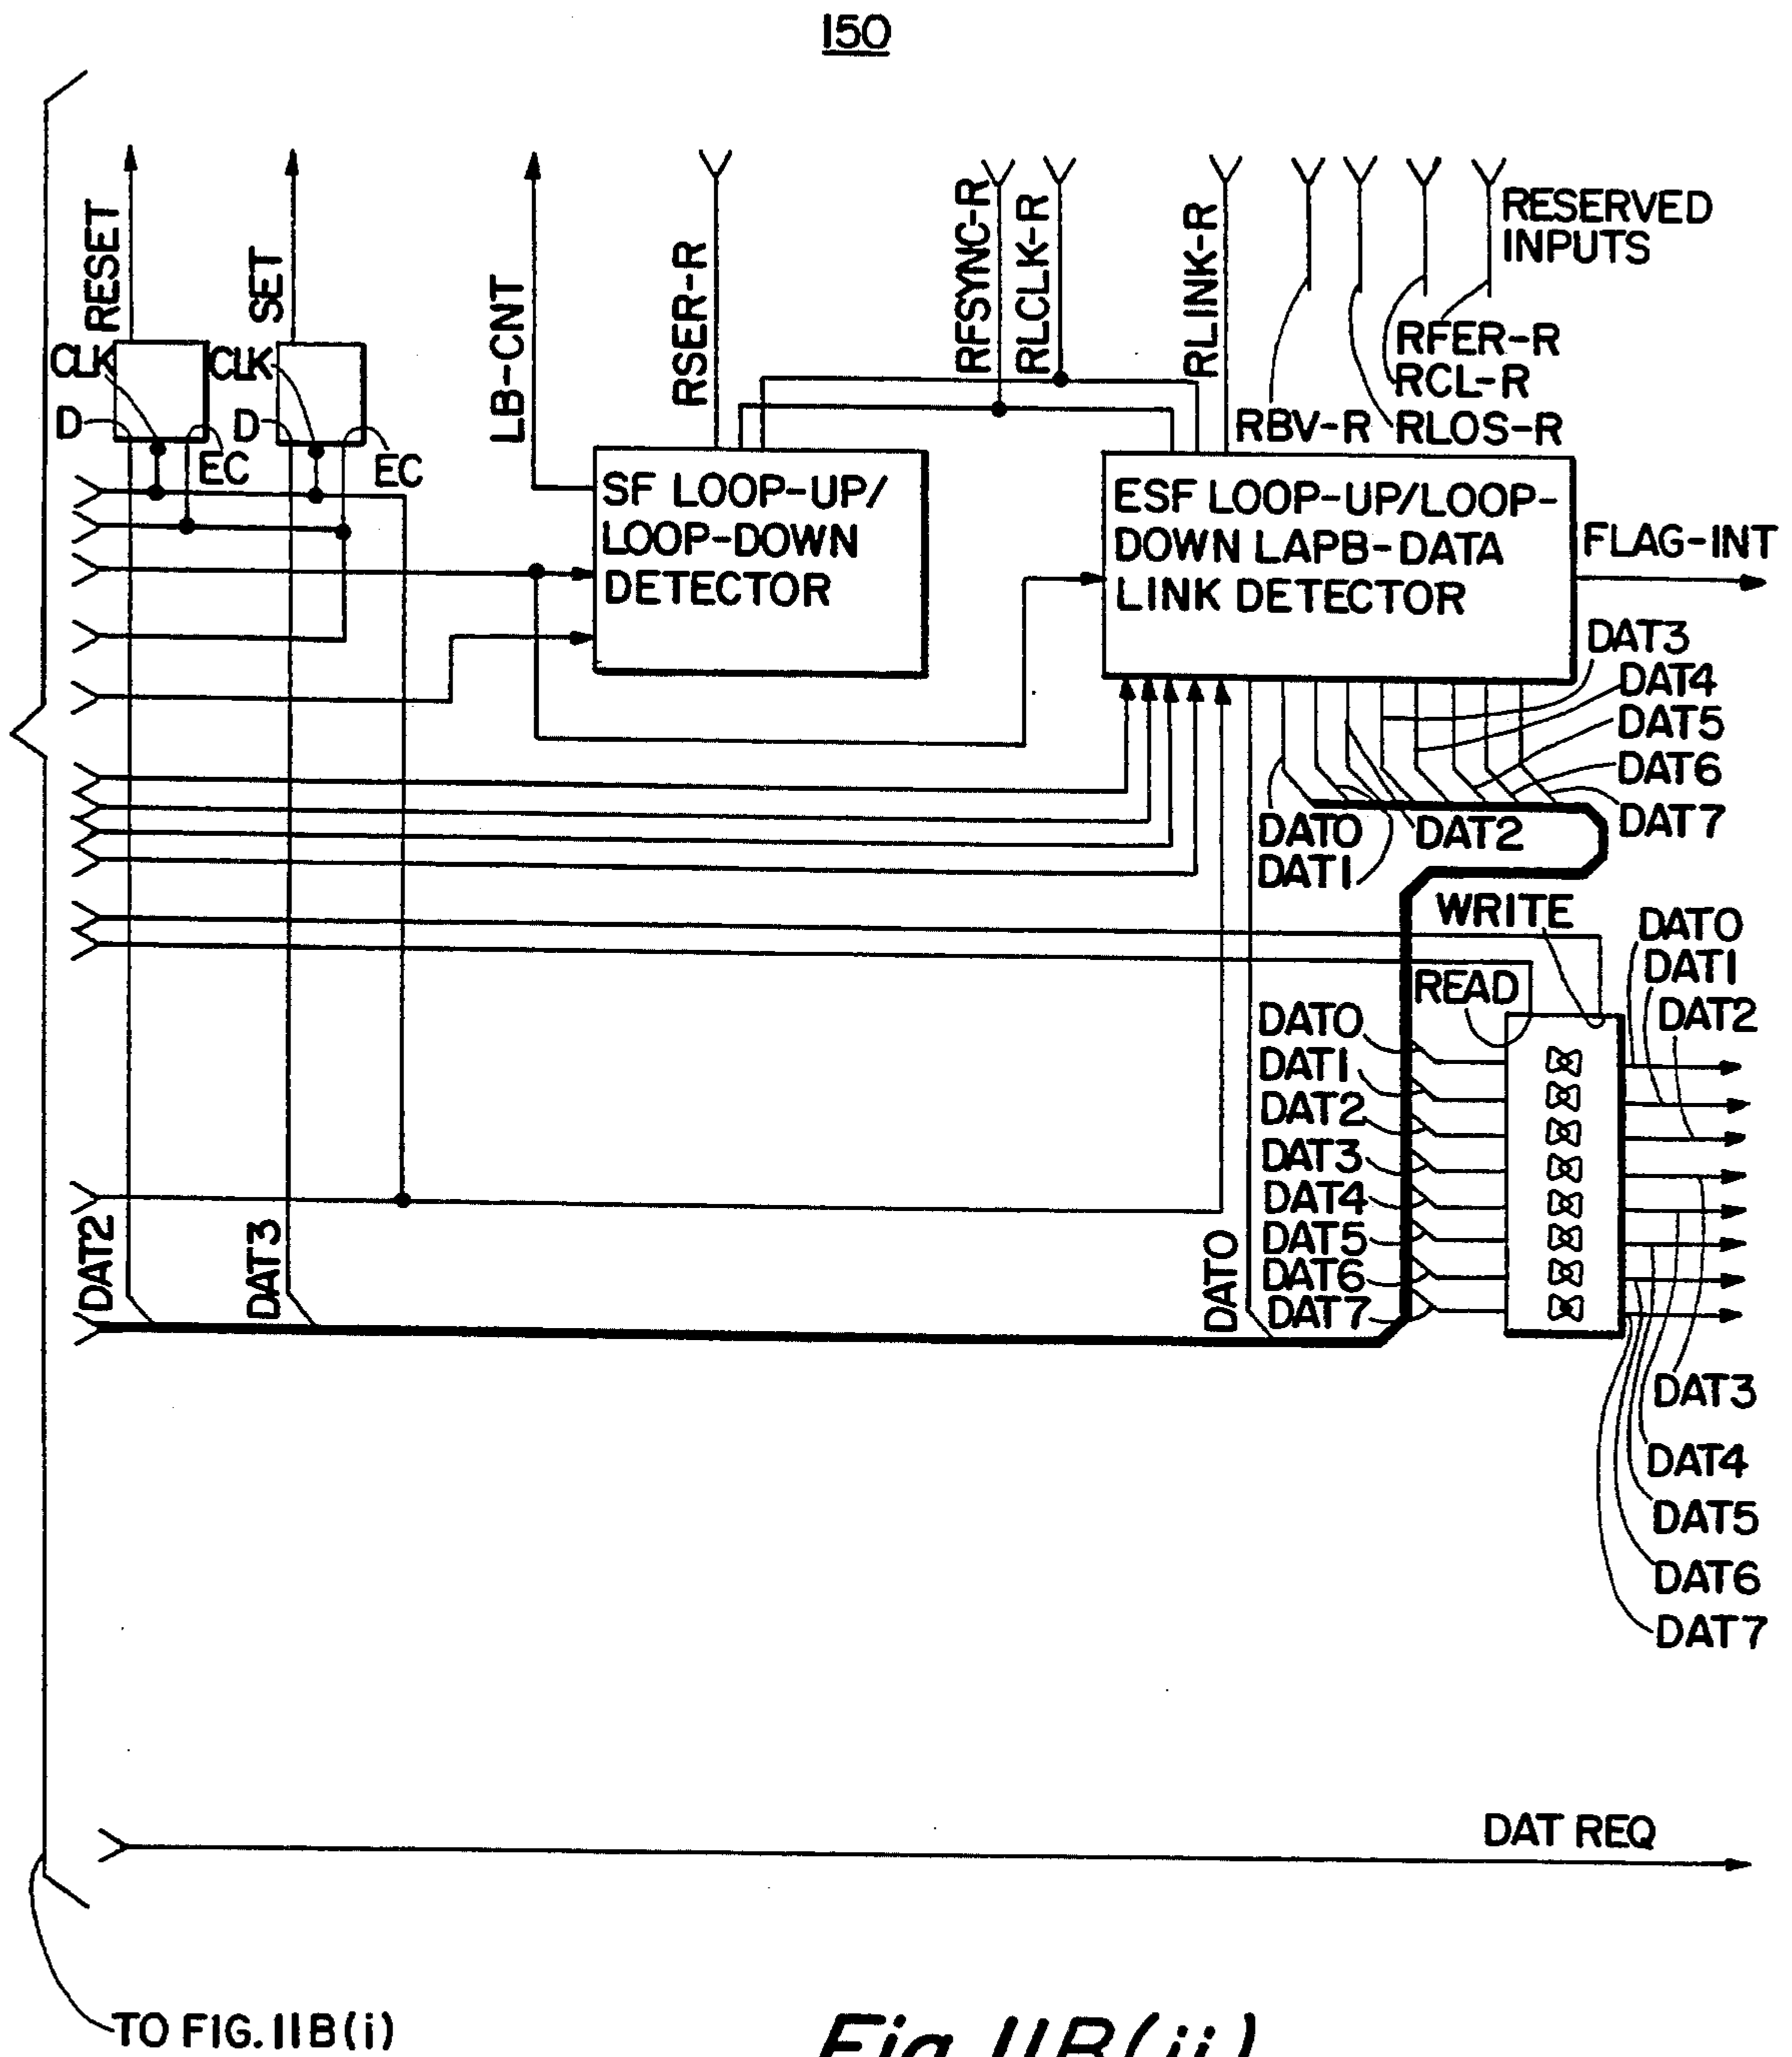 150
RESET
SET
LB-CNT
RSER-R
RFSYNC-R
RLCLK-R
RLINK-R
RESERVED
INPUTS
RFER-R
RCL-R
RBV-R
RLOS-R
CLK
CLK
D
D
EC
EC
SF LOOP-UP/
LOOP-DOWN
DETECTOR
ESF LOOP-UP/LOOP-
DOWN LAPB-DATA
LINK DETECTOR
FLAG-INT
DAT3
DAT4
DAT5
DAT6
DAT7
DAT0
DAT2
DAT1
WRITE
READ
DAT0
DAT1
DAT2
DAT0
DAT1
DAT2
DAT3
DAT4
DAT5
DAT6
DAT7
DAT2
DAT3
DAT0
DAT3
DAT4
DAT5
DAT6
DAT7
DAT REQ
TO FIG. 11B(i)
Fig. 11B(ii)